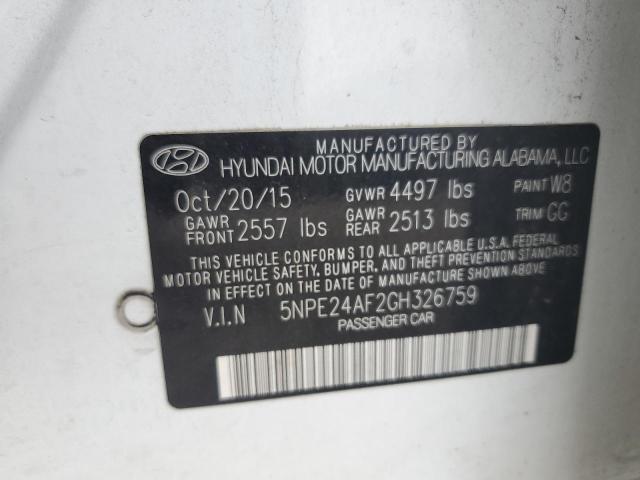 MANUFACTURED BY
HYUNDAI MOTOR MANUFACTURING ALABAMA, LLC
Oct/20/15 GVWR 4497 lbs PAINT W8
GAWR FRONT 2557 lbs GAWR REAR 2513 lbs TRIM GG
THIS VEHICLE CONFORMS TO ALL APPLICABLE U.S.A. FEDERAL
MOTOR VEHICLE SAFETY, BUMPER, AND THEFT PREVENTION STANDARDS
IN EFFECT ON THE DATE OF MANUFACTURE SHOWN ABOVE.
V.I.N 5NPE24AF2GH326759
PASSENGER CAR